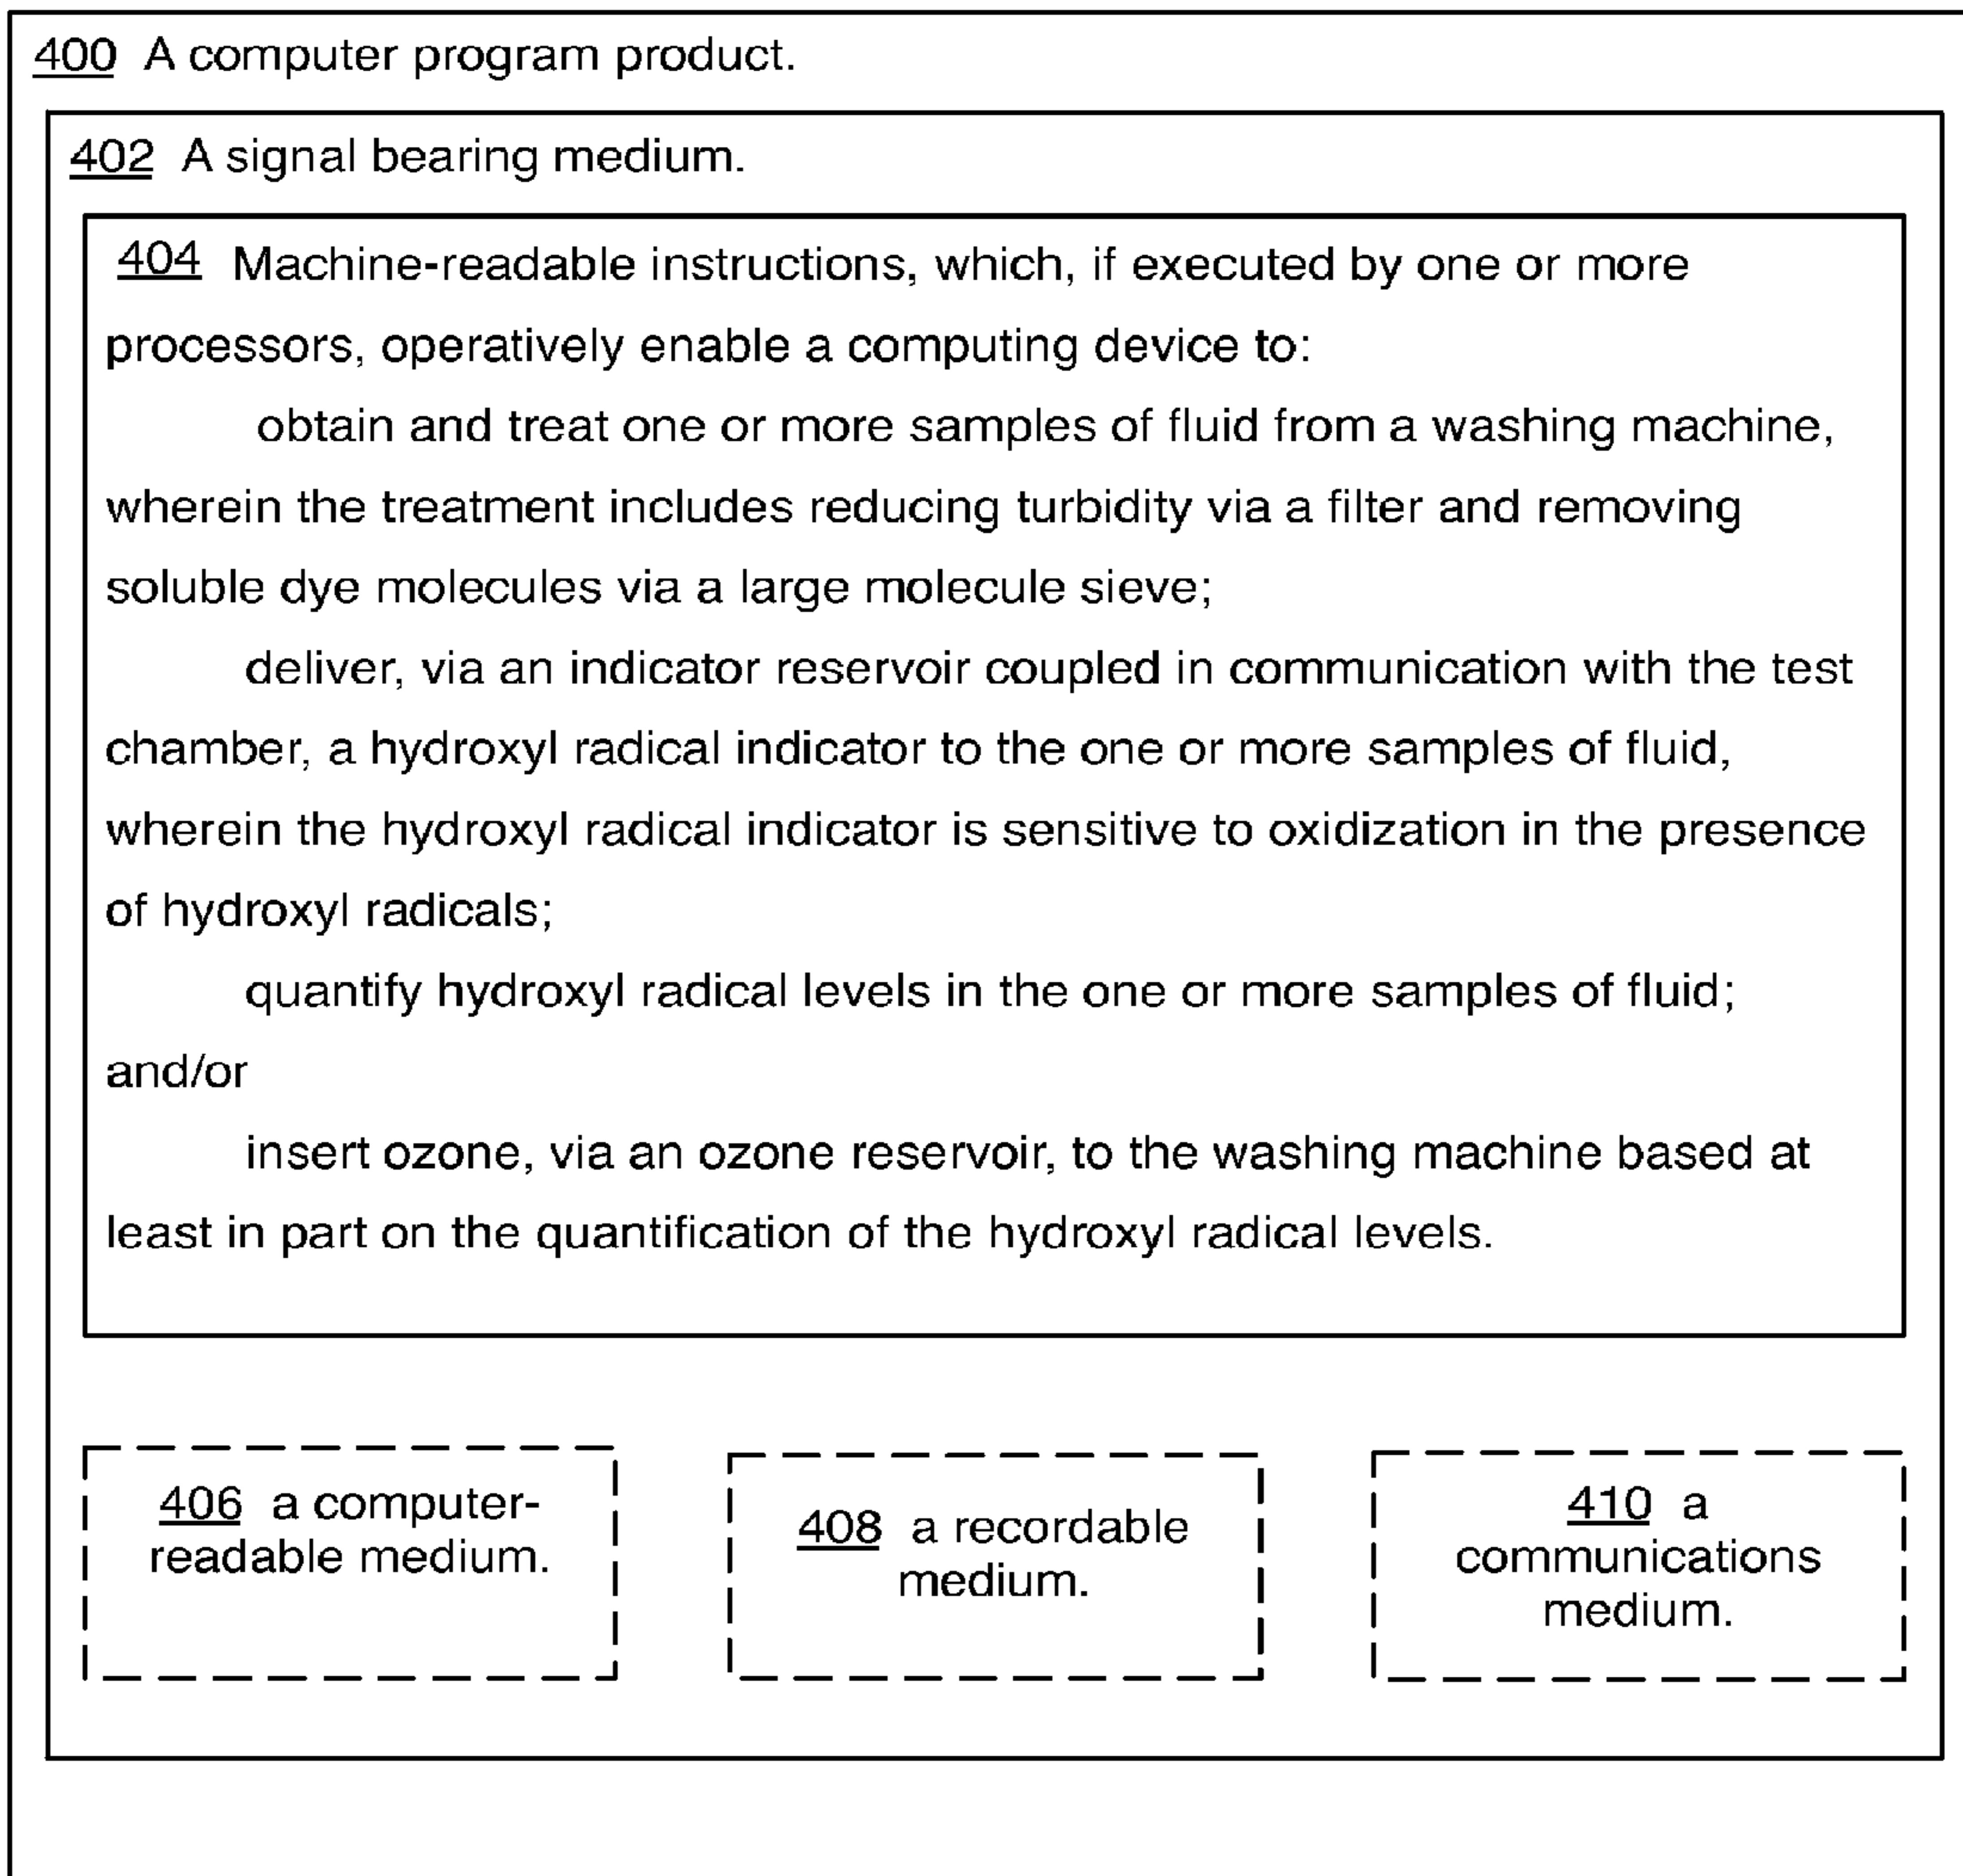 400 A computer program product.
402 A signal bearing medium.
404 Machine-readable instructions, which, if executed by one or more
processors, operatively enable a computing device to:
obtain and treat one or more samples of fluid from a washing machine,
wherein the treatment includes reducing turbidity via a filter and removing
soluble dye molecules via a large molecule sieve;
deliver, via an indicator reservoir coupled in communication with the test
chamber, a hydroxyl radical indicator to the one or more samples of fluid,
wherein the hydroxyl radical indicator is sensitive to oxidization in the presence
of hydroxyl radicals;
quantify hydroxyl radical levels in the one or more samples of fluid;
and/or
insert ozone, via an ozone reservoir, to the washing machine based at
least in part on the quantification of the hydroxyl radical levels.
406 a computer-
readable medium.
408 a recordable
medium.
410 a
communications
medium.